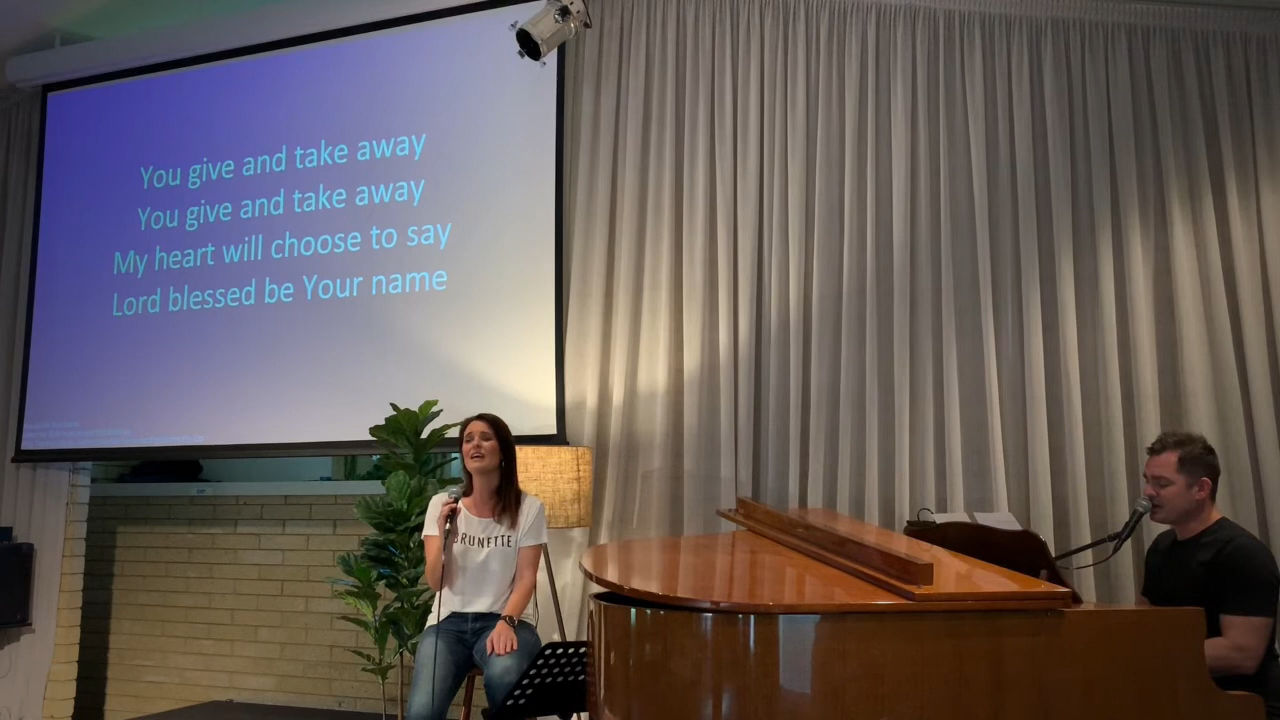 You give and take away
You give and take away
My heart will choose to say
Lord blessed be Your name
BRUNETTE